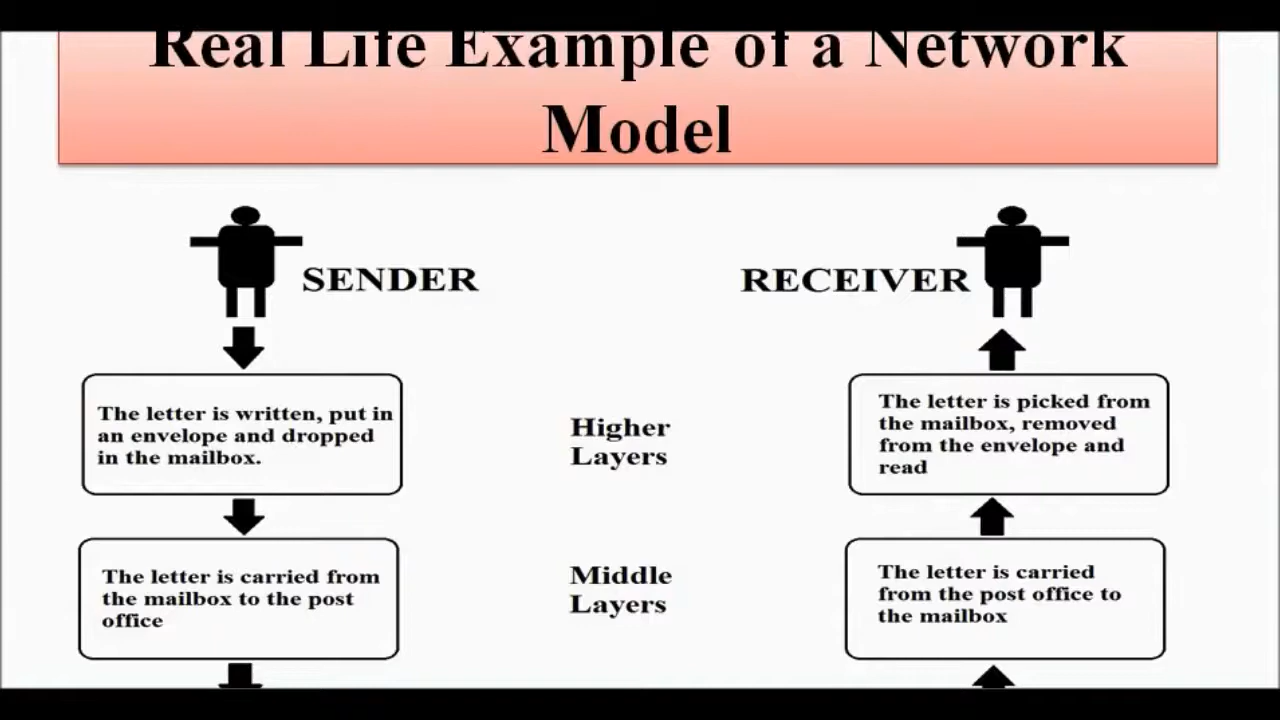 Real Life Example of a Network
Model
SENDER
RECEIVER
The letter is written, put in
an envelope and dropped
in the mailbox.
Higher
Layers
The letter is picked from
the mailbox, removed
from the envelope and
read
The letter is carried from
the mailbox to the post
office
Middle
Layers
The letter is carried
from the post office to
the mailbox